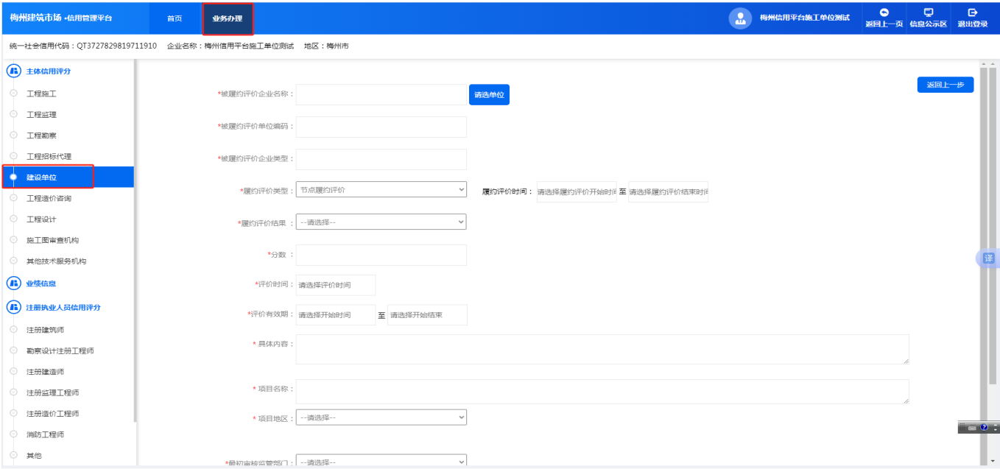 梅州建筑市场 •信用管理平台
首页
业务办理
梅州信用平台施工单位测试
返回上一页
信息公示区
退出登录
统一社会信用代码：QT3727829819711910 企业名称：梅州信用平台施工单位测试 地区：梅州市
主体信用评分
工程施工
工程监理
工程勘察
工程招标代理
建设单位
工程造价咨询
工程设计
施工图审查机构
其他技术服务机构
业绩信息
注册执业人员信用评分
注册建筑师
勘察设计注册工程师
注册建造师
注册监理工程师
注册造价工程师
消防工程师
其他
返回上一步
*被履约评价企业名称：
请选单位
*被履约评价单位编码：
*被履约评价企业类型：
*履约评价类型： 节点履约评价 履约评价时间： 请选择履约评价开始时间 至 请选择履约评价结束时间
*履约评价结果 ： --请选择--
*分数 ：
*评价时间： 请选择评价时间
*评价有效期： 请选择开始时间 至 请选择开始结束
* 具体内容：
* 项目名称：
* 项目地区： --请选择--
*最初审核监管部门： --请选择--
译